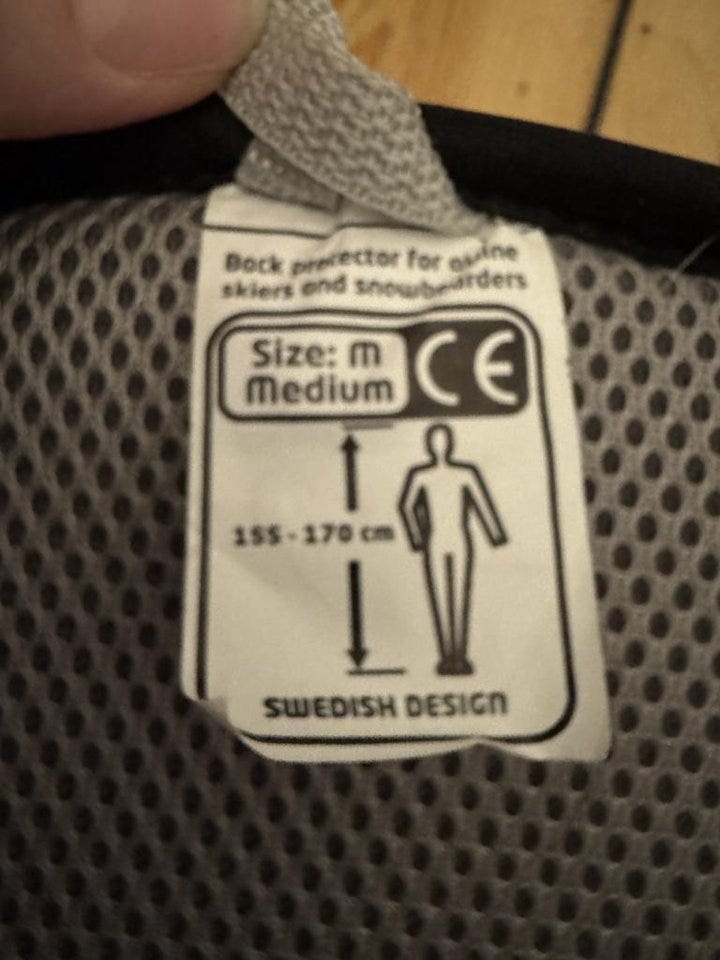 Back protector for alpine
skiers and snowboarders
Size: M
Medium
CE
155 - 170 cm
SWEDISH DESIGN